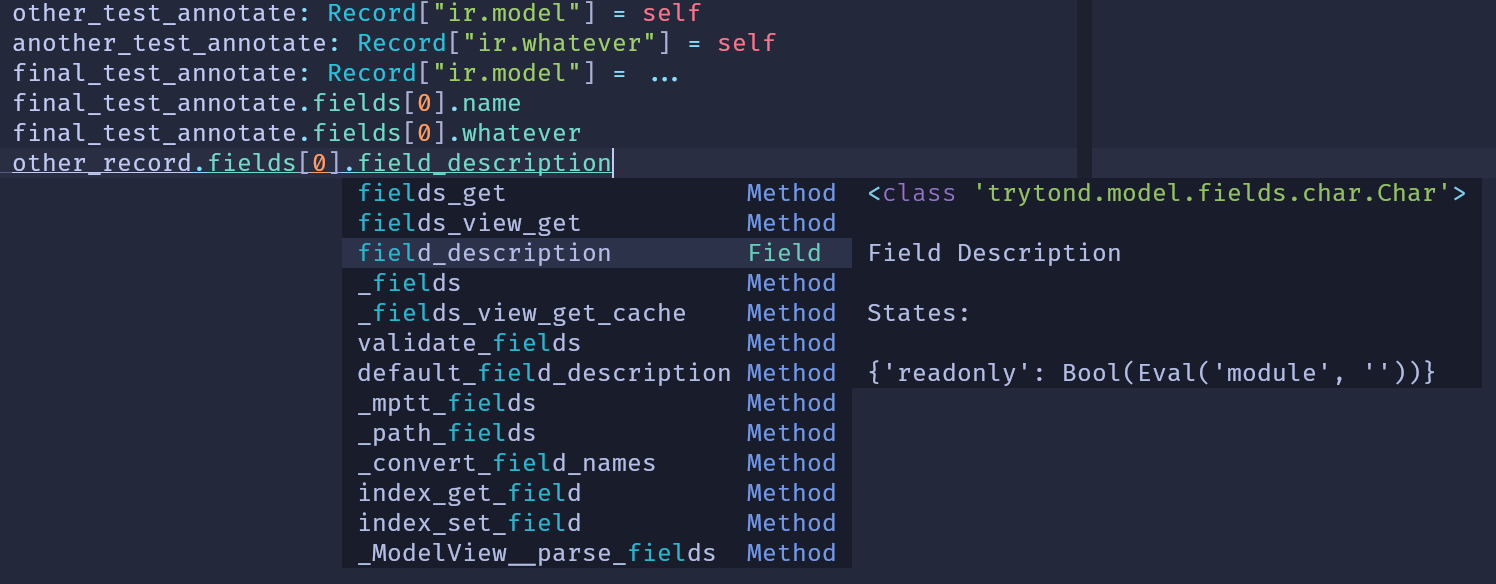 other_test_annotate: Record["ir.model"] = self
another_test_annotate: Record["ir.whatever"] = self
final_test_annotate: Record["ir.model"] = ...
final_test_annotate.fields[0].name
final_test_annotate.fields[0].whatever
other_record.fields[0].field_description
fields_get Method <class 'trytond.model.fields.char.Char'>
fields_view_get Method
field_description Field Field Description
_fields Method
_fields_view_get_cache Method States:
validate_fields Method
default_field_description Method {'readonly': Bool(Eval('module', ''))}
_mptt_fields Method
_path_fields Method
_convert_field_names Method
index_get_field Method
index_set_field Method
_ModelView__parse_fields Method